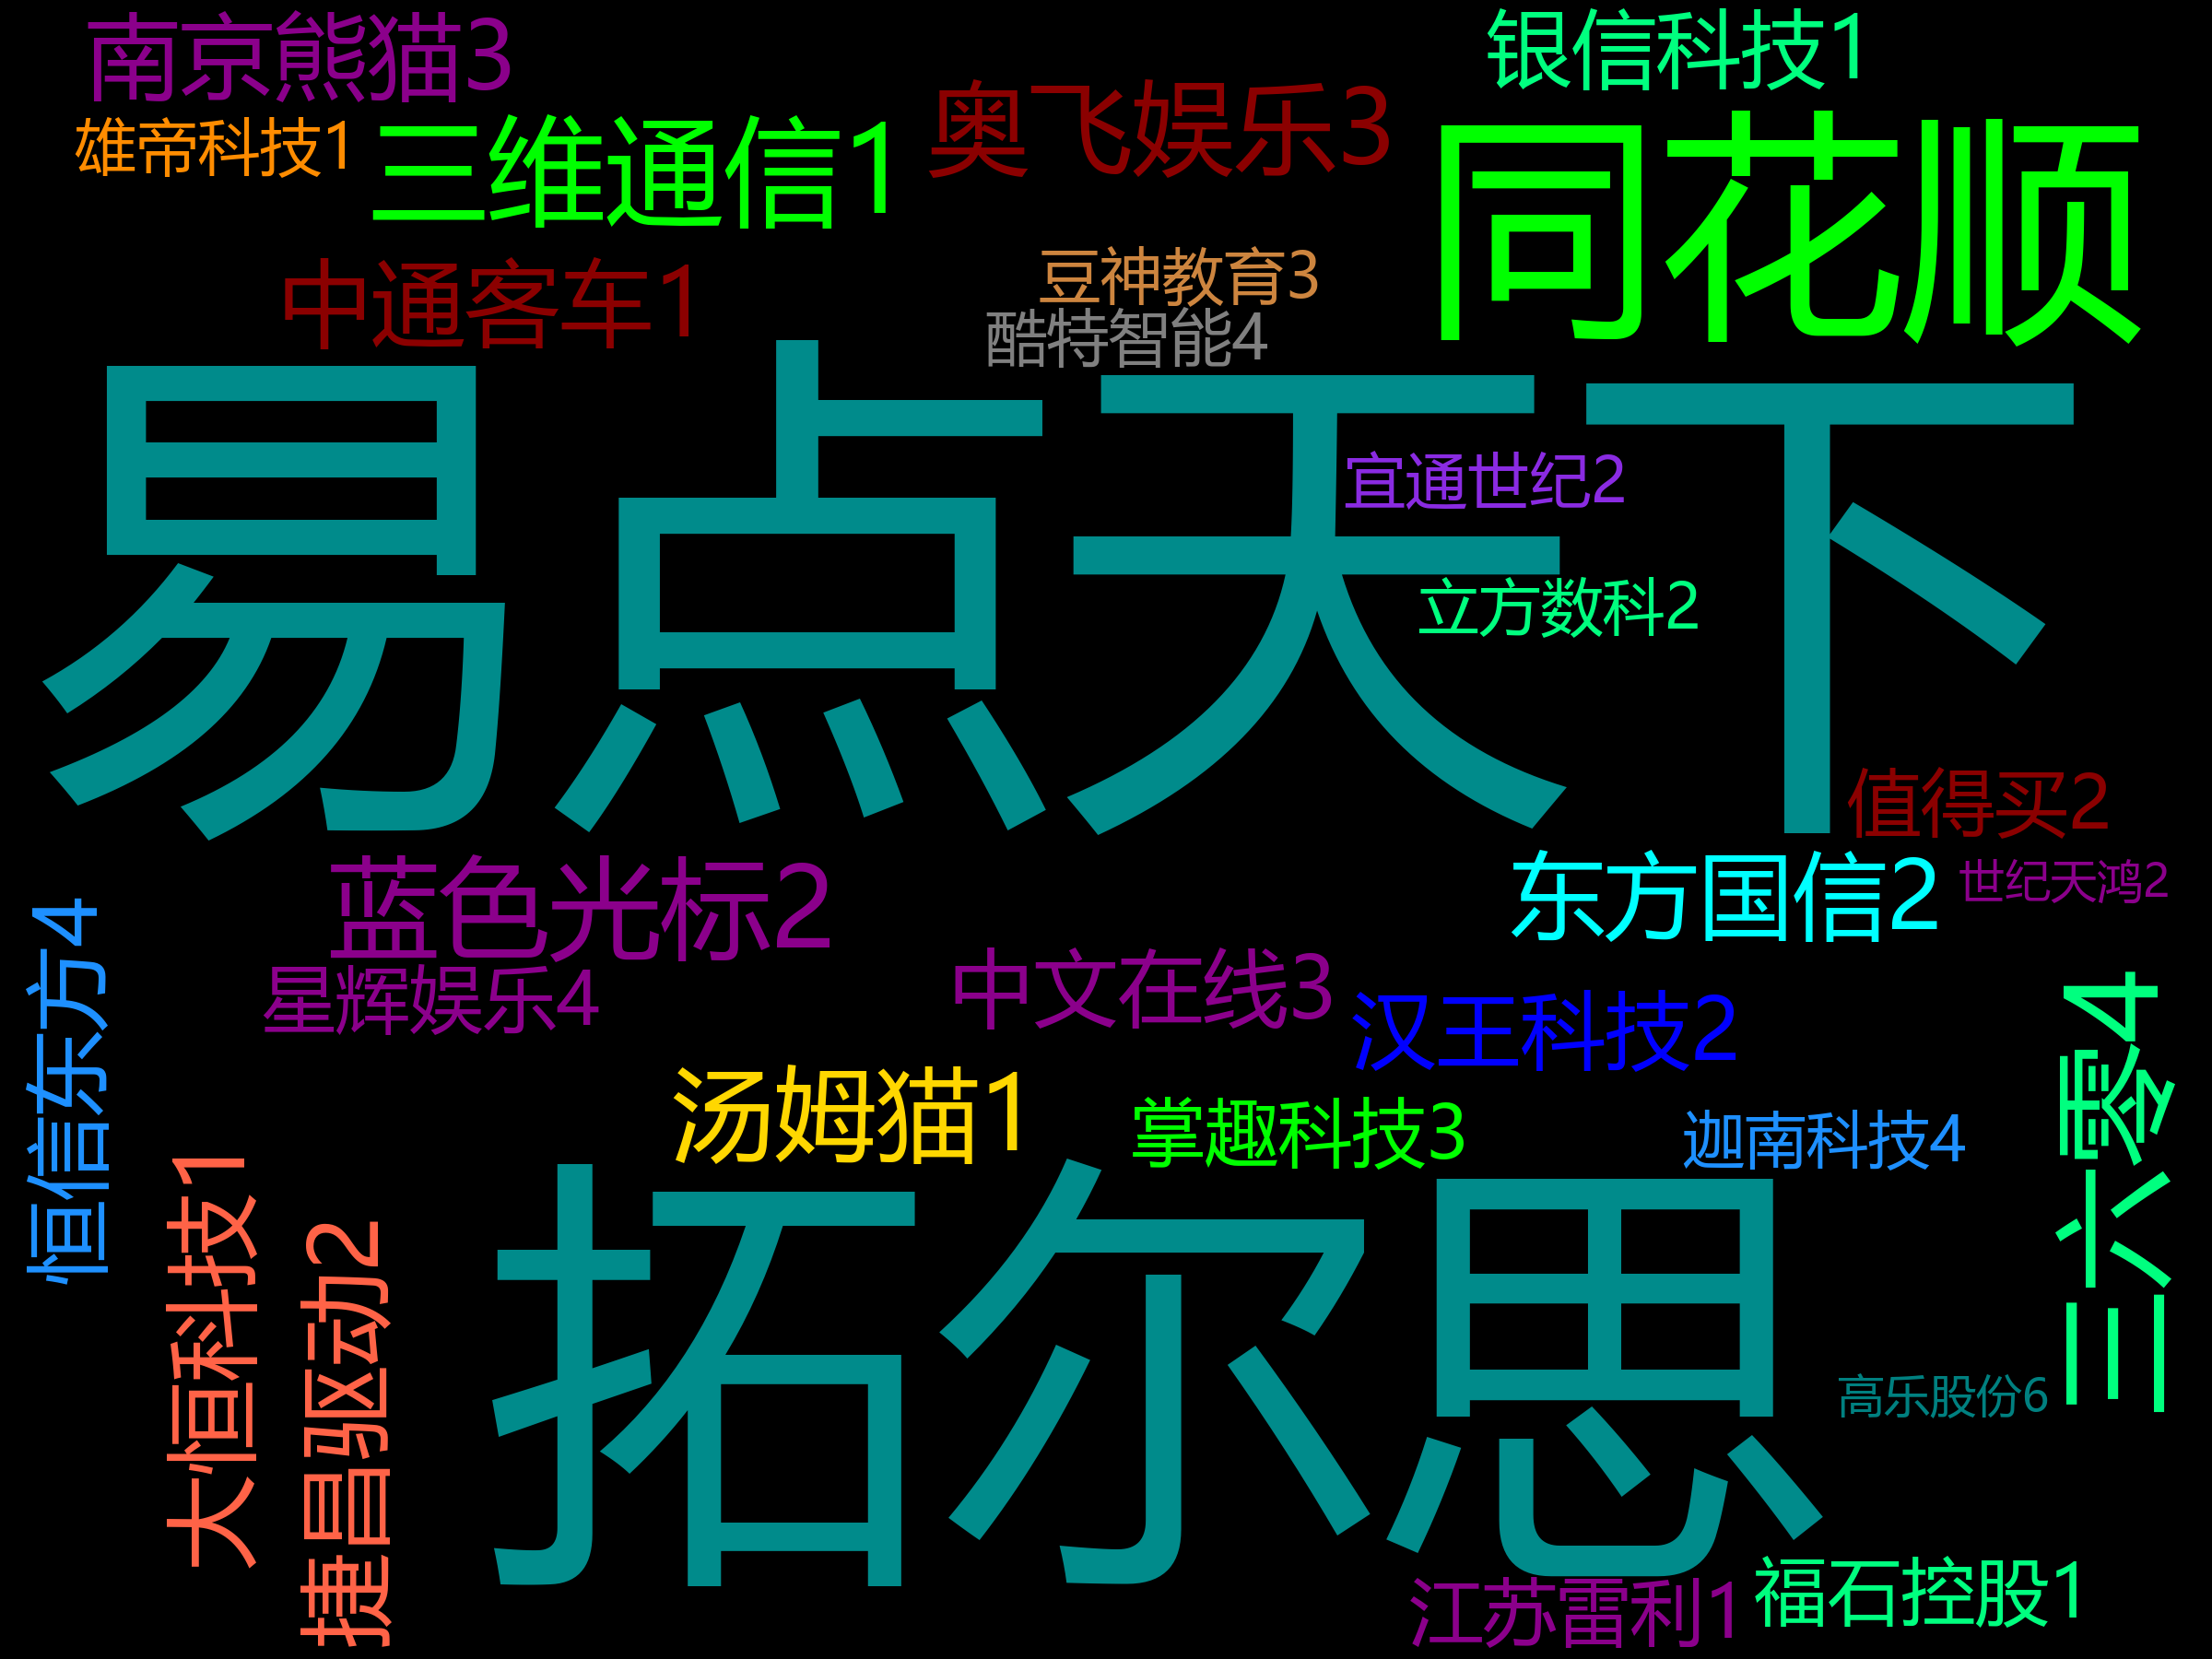 南京熊猫3
银信科技1
奥飞娱乐3
雄帝科技1
三维通信1
同花顺
中通客车1
豆神教育3
酷特智能4
易点天下
宜通世纪2
立方数科2
值得买2
蓝色光标2
东方国信2
世纪天鸿2
恒信东方4
星辉娱乐4
中文在线3
汉王科技2
三六零4
汤姆猫1
掌趣科技3
迦南科技4
大恒科技1
捷昌驱动2
拓尔思
高乐股份6
江苏雷利1
福石控股1